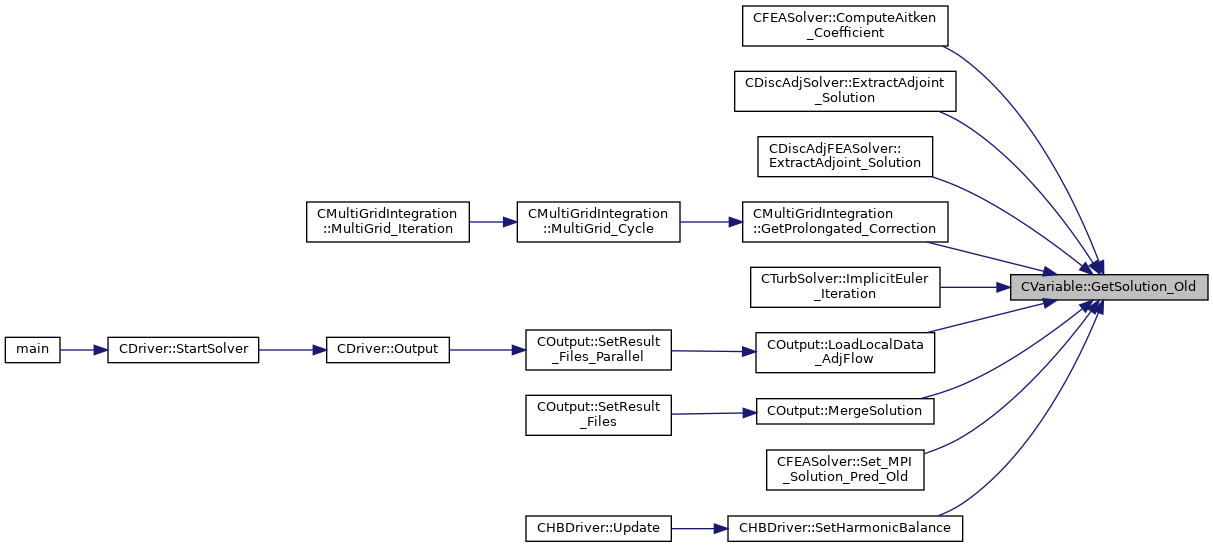 CFEASolver::ComputeAitken
_Coefficient
CDiscAdjSolver::ExtractAdjoint
_Solution
CDiscAdjFEASolver::
ExtractAdjoint_Solution
CMultiGridIntegration
::MultiGrid_Iteration
CMultiGridIntegration
::MultiGrid_Cycle
CMultiGridIntegration
::GetProlongated_Correction
CTurbSolver::ImplicitEuler
_Iteration
CVariable::GetSolution_Old
main
CDriver::StartSolver
CDriver::Output
COutput::SetResult
_Files_Parallel
COutput::LoadLocalData
_AdjFlow
COutput::SetResult
_Files
COutput::MergeSolution
CFEASolver::Set_MPI
_Solution_Pred_Old
CHBDriver::Update
CHBDriver::SetHarmonicBalance